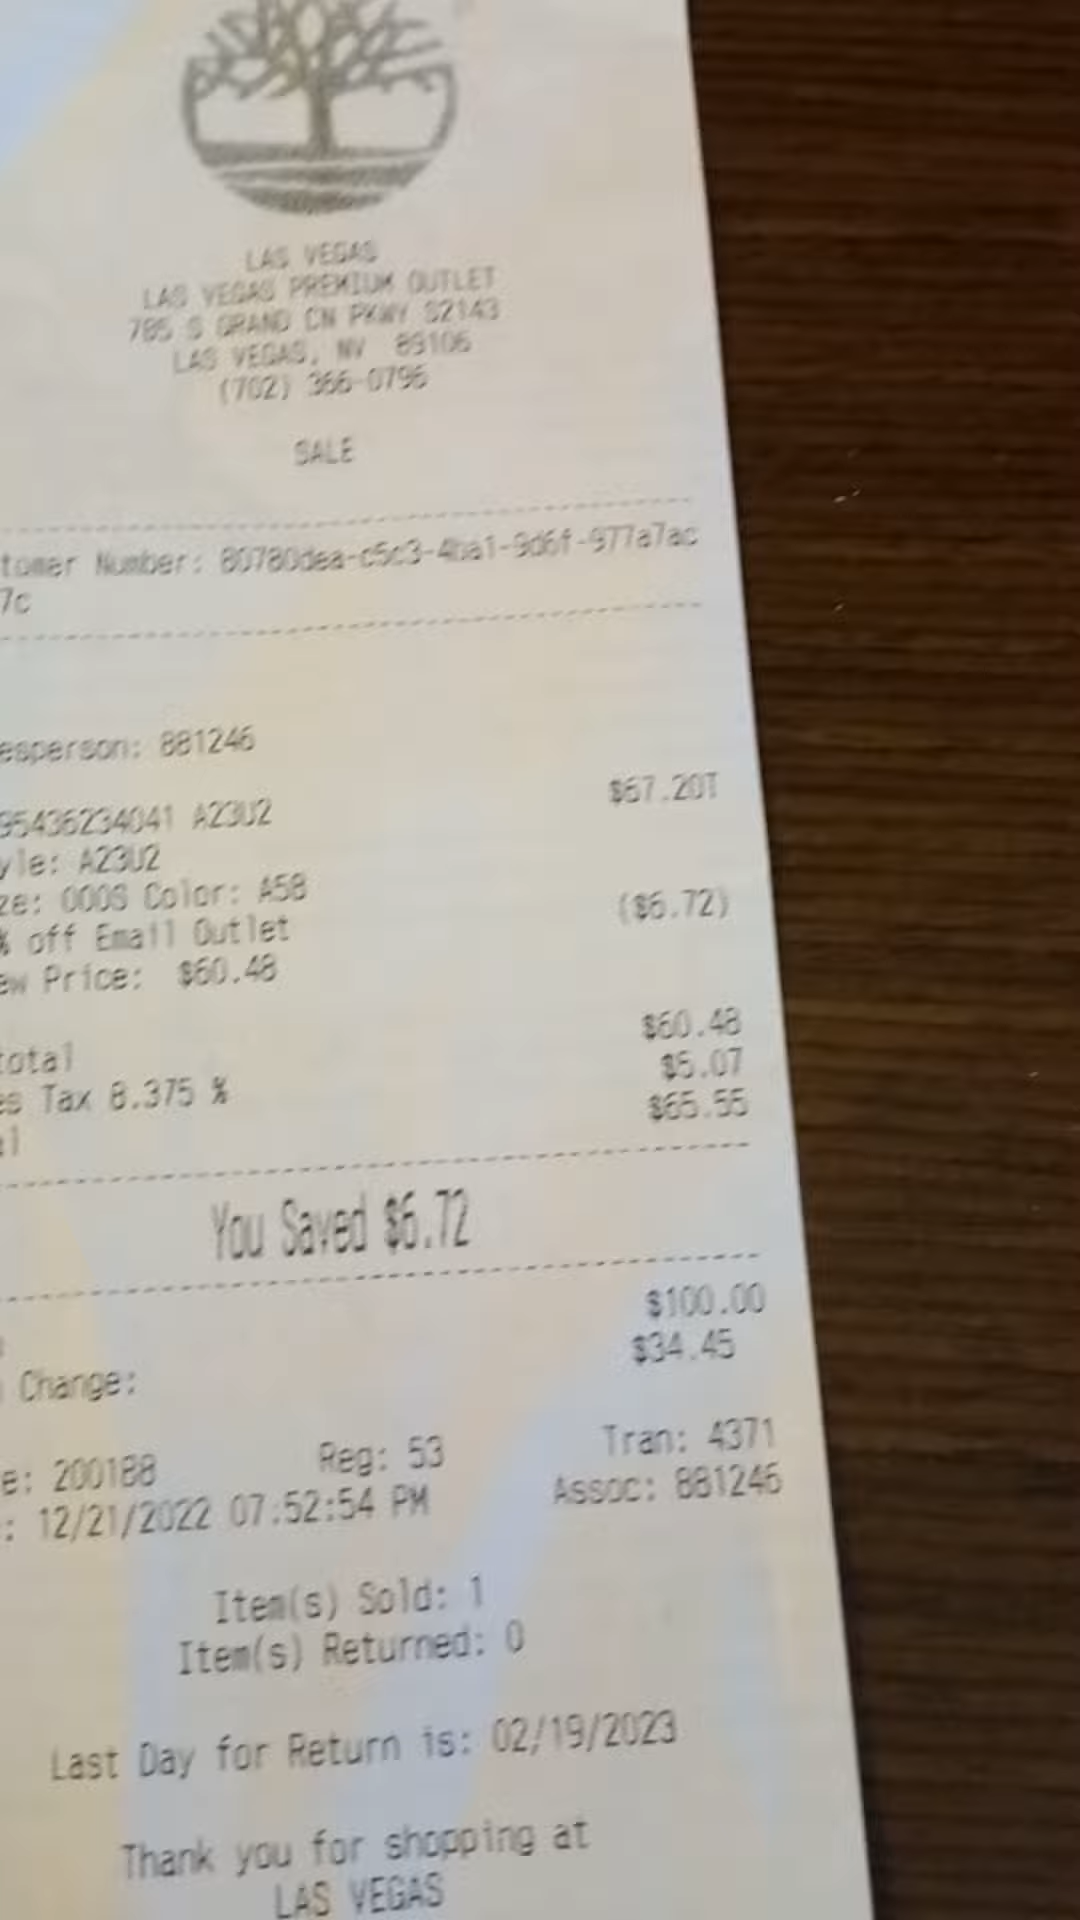 LAS VEGAS
LAS VEGAS PREMIUM OUTLET
785 S GRAND CN PKWY S2143
LAS VEGAS, NV 89106
(702) 366-0796
SALE
tomer Number: 80780dea-c5c3-4ba1-9d6f-977a7ac
7c
esperson: 881246
95436234041 A23U2 $67.20T
yle: A23U2
ze: 000S Color: A58
% off Email Outlet ($6.72)
ew Price: $60.48
total $60.48
es Tax 8.375 % $5.07
al $65.55
You Saved $6.72
$100.00
Change: $34.45
e: 200188 Reg: 53 Tran: 4371
: 12/21/2022 07:52:54 PM Assoc: 881246
Item(s) Sold: 1
Item(s) Returned: 0
Last Day for Return is: 02/19/2023
Thank you for shopping at
LAS VEGAS